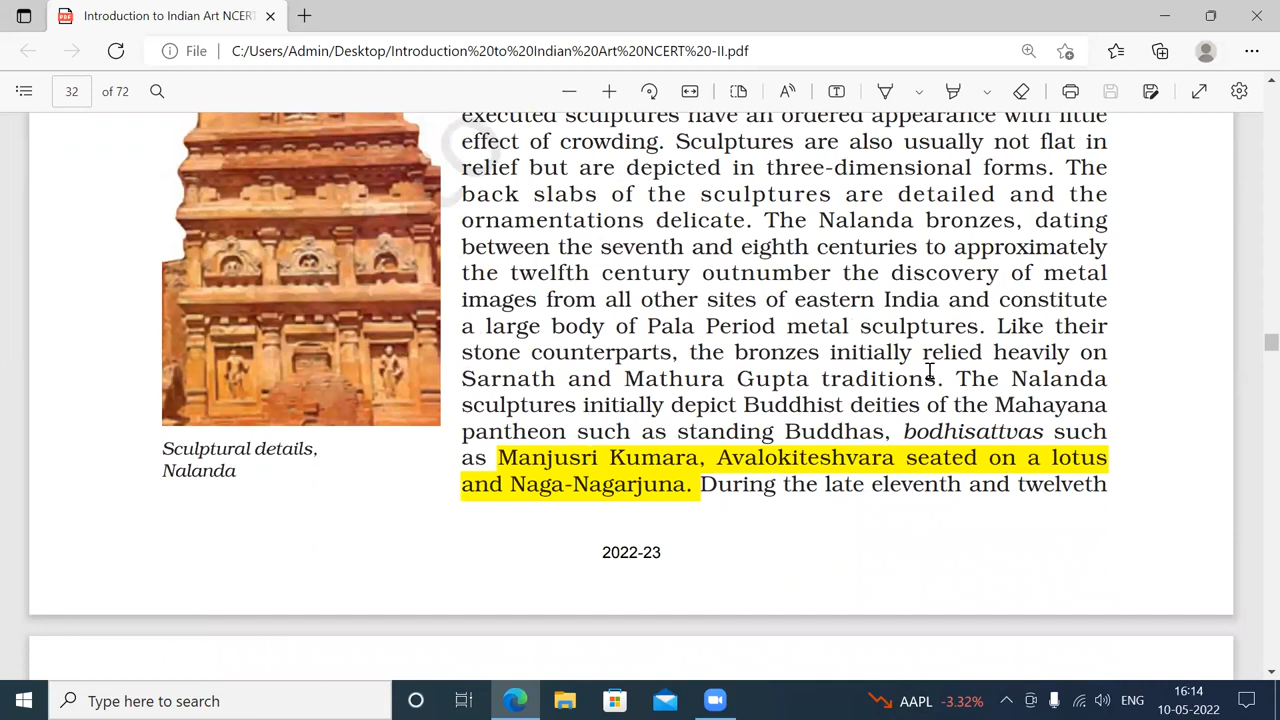 Introduction to Indian Art NCERT
File
C:/Users/Admin/Desktop/Introduction%20to%20Indian%20Art%20NCERT%20-II.pdf
32 of 72
executed sculptures have an ordered appearance with little
effect of crowding. Sculptures are also usually not flat in
relief but are depicted in three-dimensional forms. The
back slabs of the sculptures are detailed and the
ornamentations delicate. The Nalanda bronzes, dating
between the seventh and eighth centuries to approximately
the twelfth century outnumber the discovery of metal
images from all other sites of eastern India and constitute
a large body of Pala Period metal sculptures. Like their
stone counterparts, the bronzes initially relied heavily on
Sarnath and Mathura Gupta traditions. The Nalanda
sculptures initially depict Buddhist deities of the Mahayana
pantheon such as standing Buddhas, bodhisattvas such
as Manjusri Kumara, Avalokiteshvara seated on a lotus
and Naga-Nagarjuna. During the late eleventh and twelveth
Sculptural details,
Nalanda
2022-23
Type here to search
AAPL -3.32%
ENG
16:14
10-05-2022